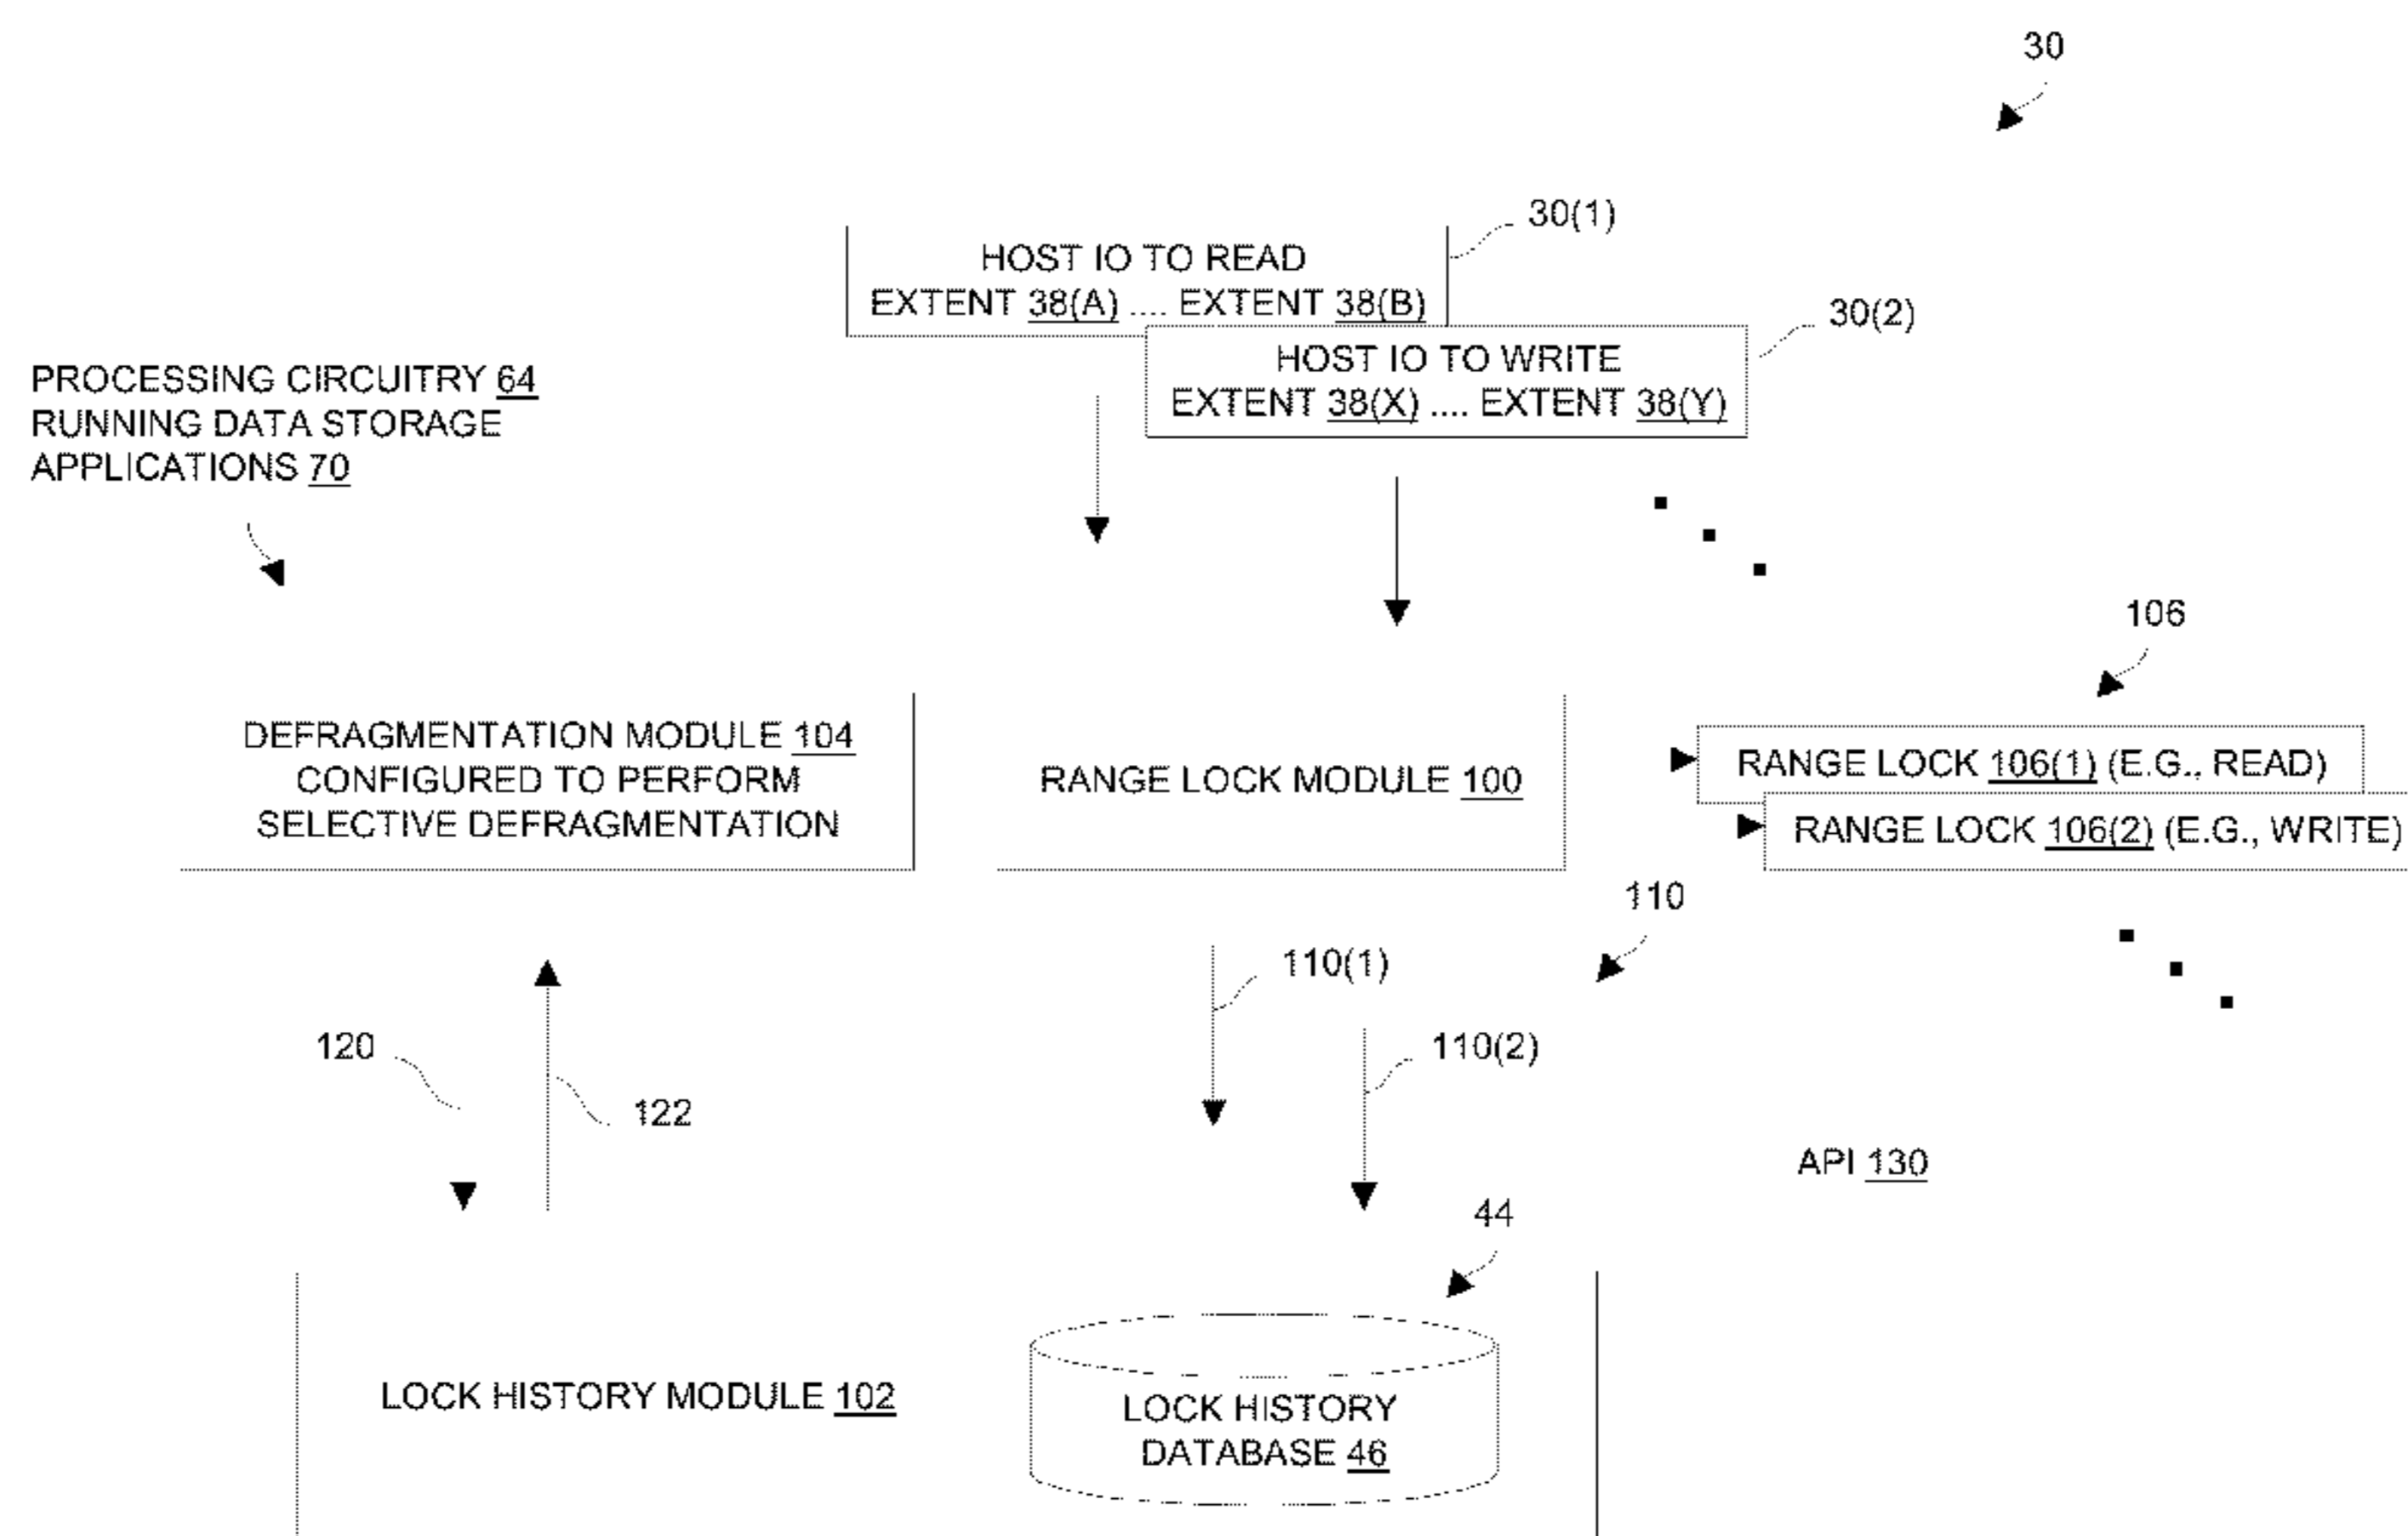 30
30(1)
HOST IO TO READ
EXTENT 38(A) .... EXTENT 38(B)
30(2)
HOST IO TO WRITE
EXTENT 38(X) .... EXTENT 38(Y)
PROCESSING CIRCUITRY 64
RUNNING DATA STORAGE
APPLICATIONS 70
106
DEFRAGMENTATION MODULE 104
CONFIGURED TO PERFORM
SELECTIVE DEFRAGMENTATION
RANGE LOCK MODULE 100
RANGE LOCK 106(1) (E.G., READ)
RANGE LOCK 106(2) (E.G., WRITE)
110
110(1)
110(2)
120
122
API 130
44
LOCK HISTORY MODULE 102
LOCK HISTORY
DATABASE 46